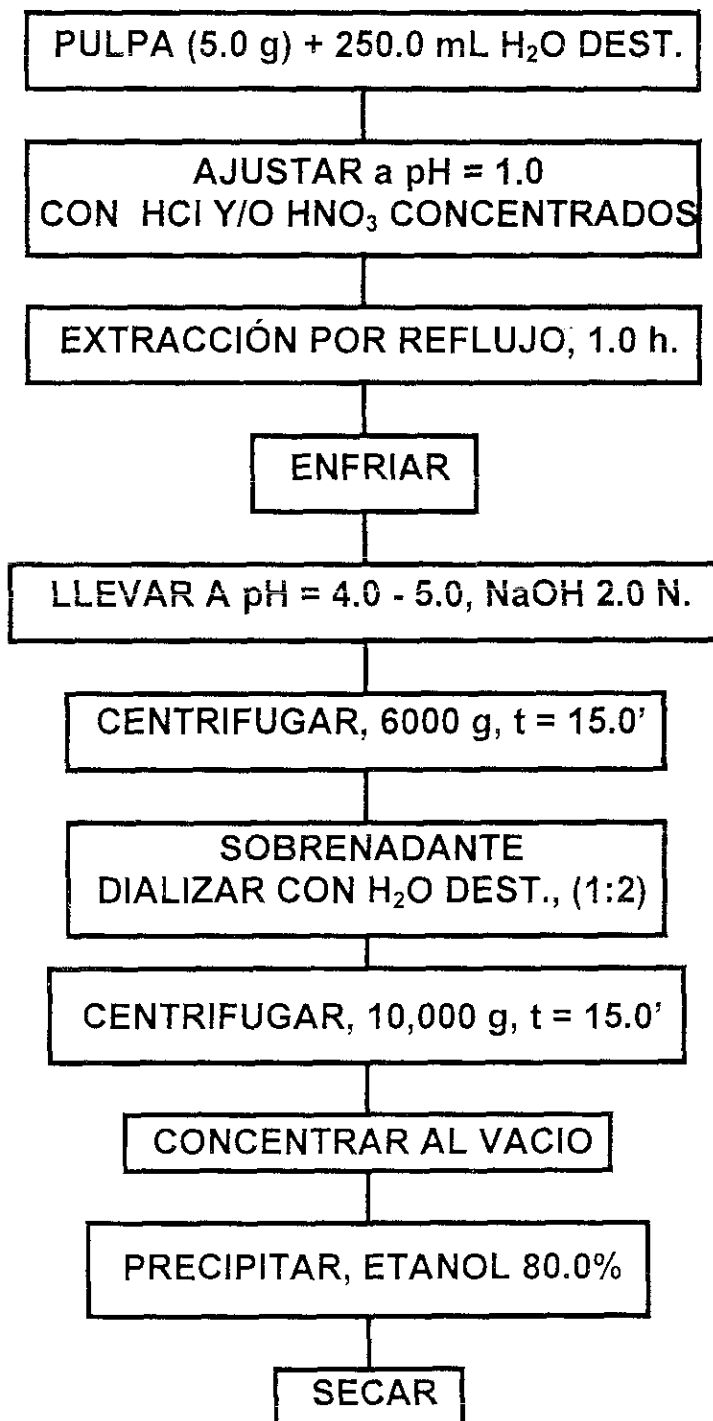 PULPA (5.0 g) + 250.0 mL H₂O DEST.
AJUSTAR a pH = 1.0
CON HCl Y/O HNO₃ CONCENTRADOS
EXTRACCIÓN POR REFLUJO, 1.0 h.
ENFRIAR
LLEVAR A pH = 4.0 - 5.0, NaOH 2.0 N.
CENTRIFUGAR, 6000 g, t = 15.0'
SOBRENADANTE
DIALIZAR CON H₂O DEST., (1:2)
CENTRIFUGAR, 10,000 g, t = 15.0'
CONCENTRAR AL VACIO
PRECIPITAR, ETANOL 80.0%
SECAR